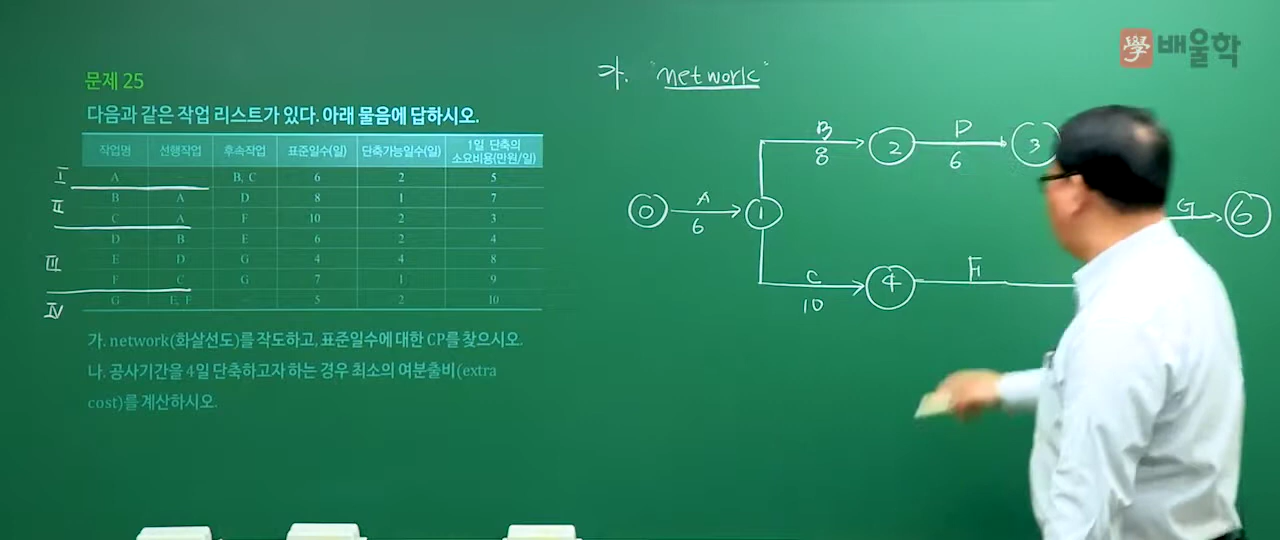 學 배울학
문제 25
다음과 같은 작업 리스트가 있다. 아래 물음에 답하시오.
작업명 선행작업 후속작업 표준일수(일) 단축가능일수(일) 1일 단축의 소요비용(만원/일)
A - B, C 6 2 5
B A D 8 1 7
C A F 10 2 3
D B E 6 2 4
E D G 4 4 8
F C G 7 1 9
G E, F 5 2 10
가. network(화살선도)를 작도하고, 표준일수에 대한 CP를 찾으시오.
나. 공사기간을 4일 단축하고자 하는 경우 최소의 여분출비(extra
cost)를 계산하시오.
가. "network"
B 8 D 6
2 3
0 A 6 1 G 6
C 10 4 F